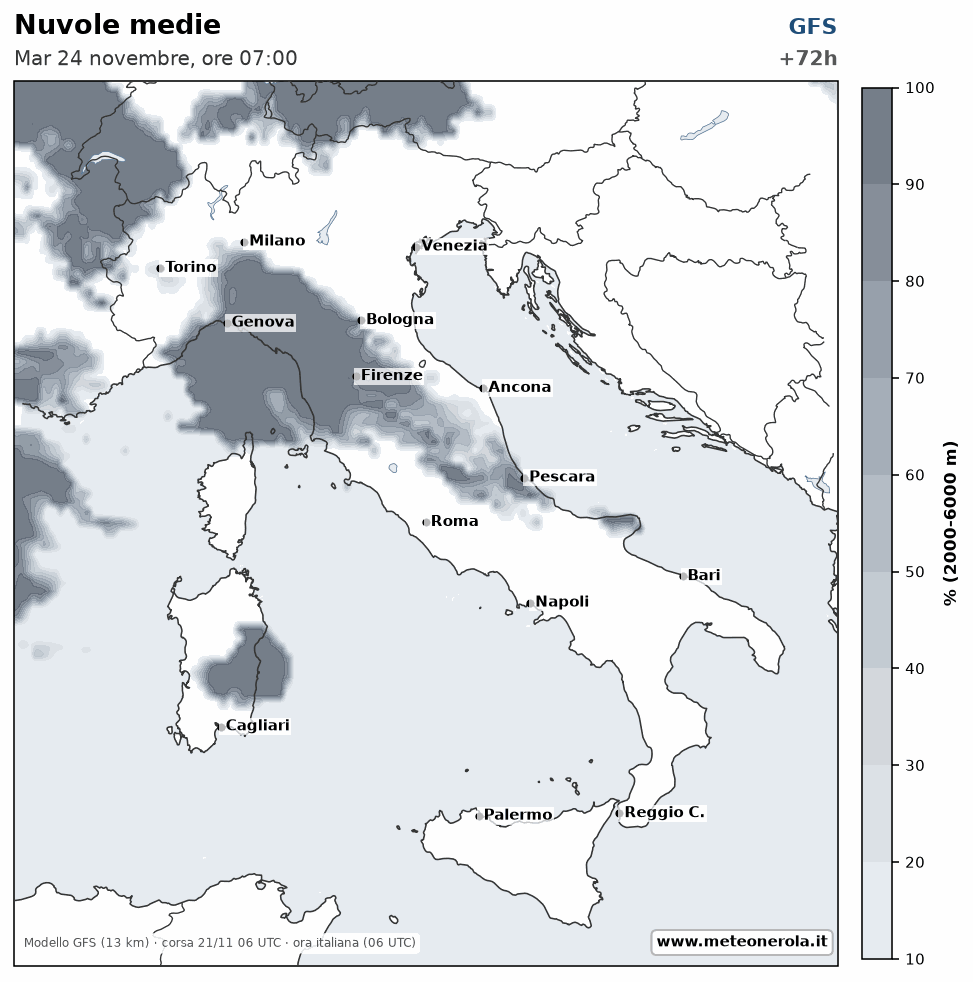 Nuvole medie
GFS
Mar 24 novembre, ore 07:00
+72h
Milano
Venezia
Torino
Genova
Bologna
Firenze
Ancona
Pescara
Roma
Bari
Napoli
Cagliari
Palermo
Reggio C.
Modello GFS (13 km) · corsa 21/11 06 UTC · ora italiana (06 UTC)
www.meteonerola.it
100
90
80
70
60
50
40
30
20
10
% (2000-6000 m)